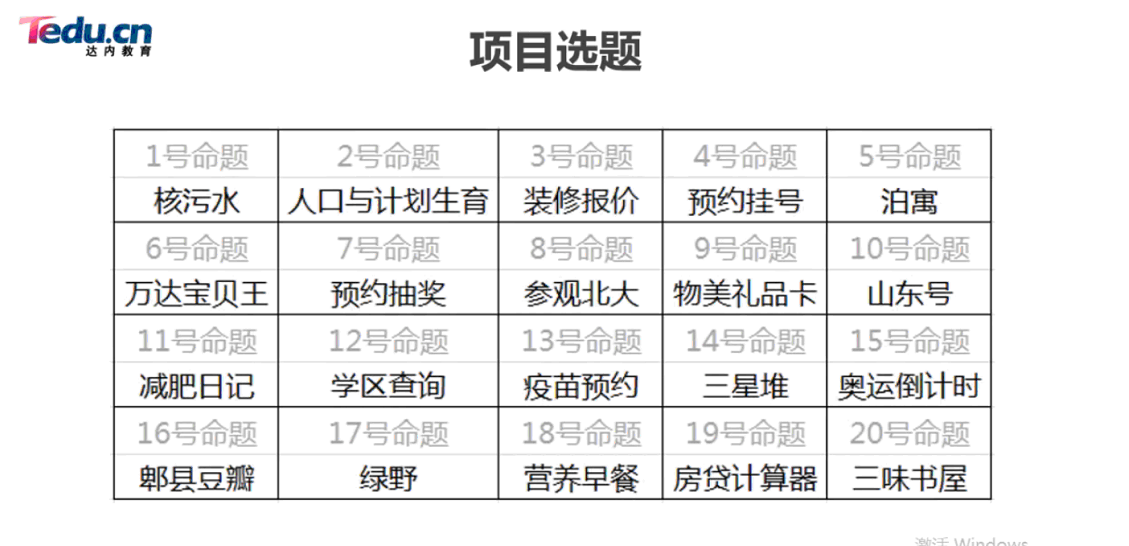 Tedu.cn
达内教育
项目选题
1号命题 2号命题 3号命题 4号命题 5号命题
核污水 人口与计划生育 装修报价 预约挂号 泊寓
6号命题 7号命题 8号命题 9号命题 10号命题
万达宝贝王 预约抽奖 参观北大 物美礼品卡 山东号
11号命题 12号命题 13号命题 14号命题 15号命题
减肥日记 学区查询 疫苗预约 三星堆 奥运倒计时
16号命题 17号命题 18号命题 19号命题 20号命题
郫县豆瓣 绿野 营养早餐 房贷计算器 三味书屋
激活 Windows